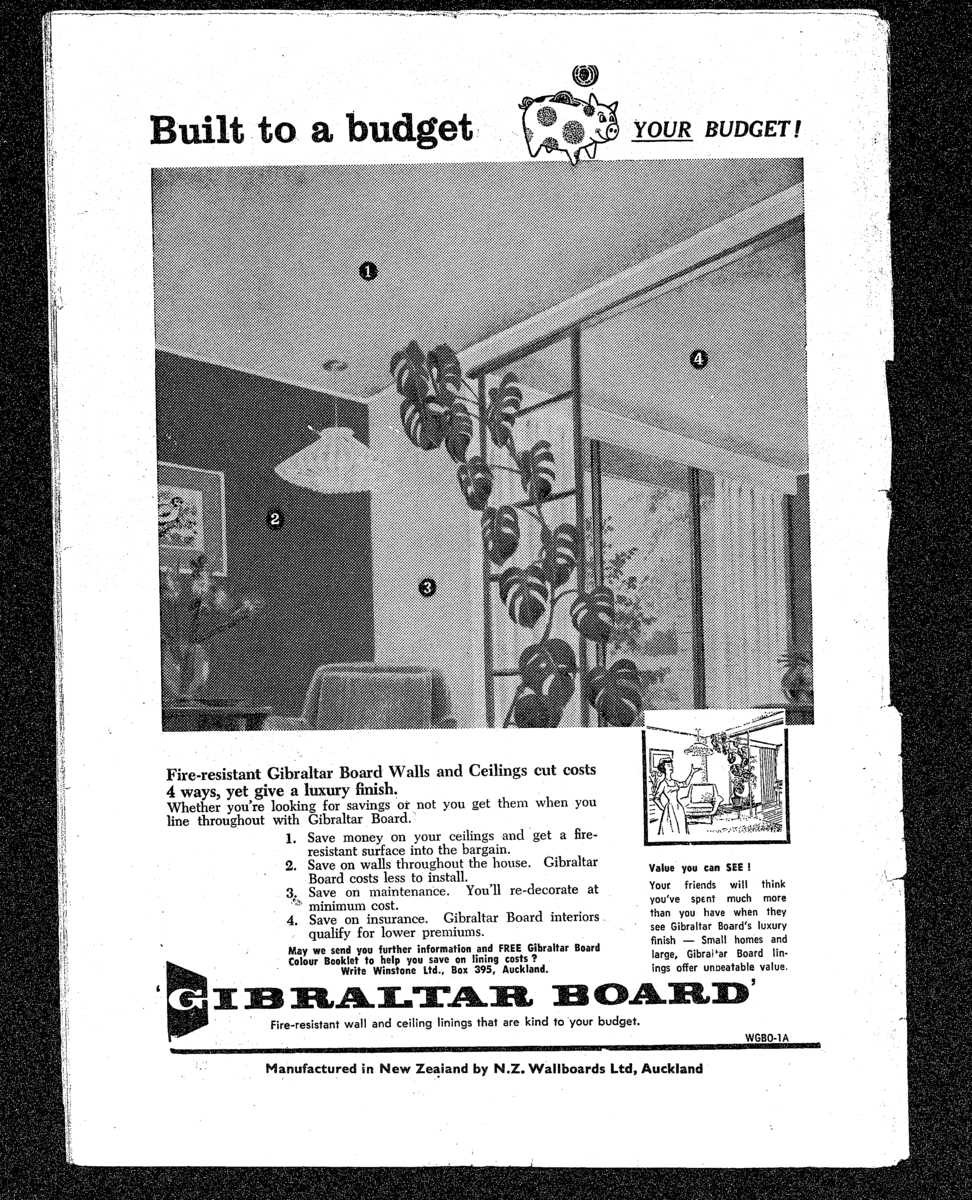 Built to a budget YOUR BUDGET!
1
4
2
3
Fire-resistant Gibraltar Board Walls and Ceilings cut costs
4 ways, yet give a luxury finish.
Whether you're looking for savings or not you get them when you
line throughout with Gibraltar Board.
1. Save money on your ceilings and get a fire-
resistant surface into the bargain.
2. Save on walls throughout the house. Gibraltar
Board costs less to install.
3. Save on maintenance. You'll re-decorate at
minimum cost.
4. Save on insurance. Gibraltar Board interiors
qualify for lower premiums.
May we send you further information and FREE Gibraltar Board
Colour Booklet to help you save on lining costs?
Write Winstone Ltd., Box 395, Auckland.
Value you can SEE!
Your friends will think
you've spent much more
than you have when they
see Gibraltar Board's luxury
finish — Small homes and
large, Gibraltar Board lin-
ings offer unbeatable value.
'GIBRALTAR BOARD'
Fire-resistant wall and ceiling linings that are kind to your budget.
WGBO-1A
Manufactured in New Zealand by N.Z. Wallboards Ltd, Auckland